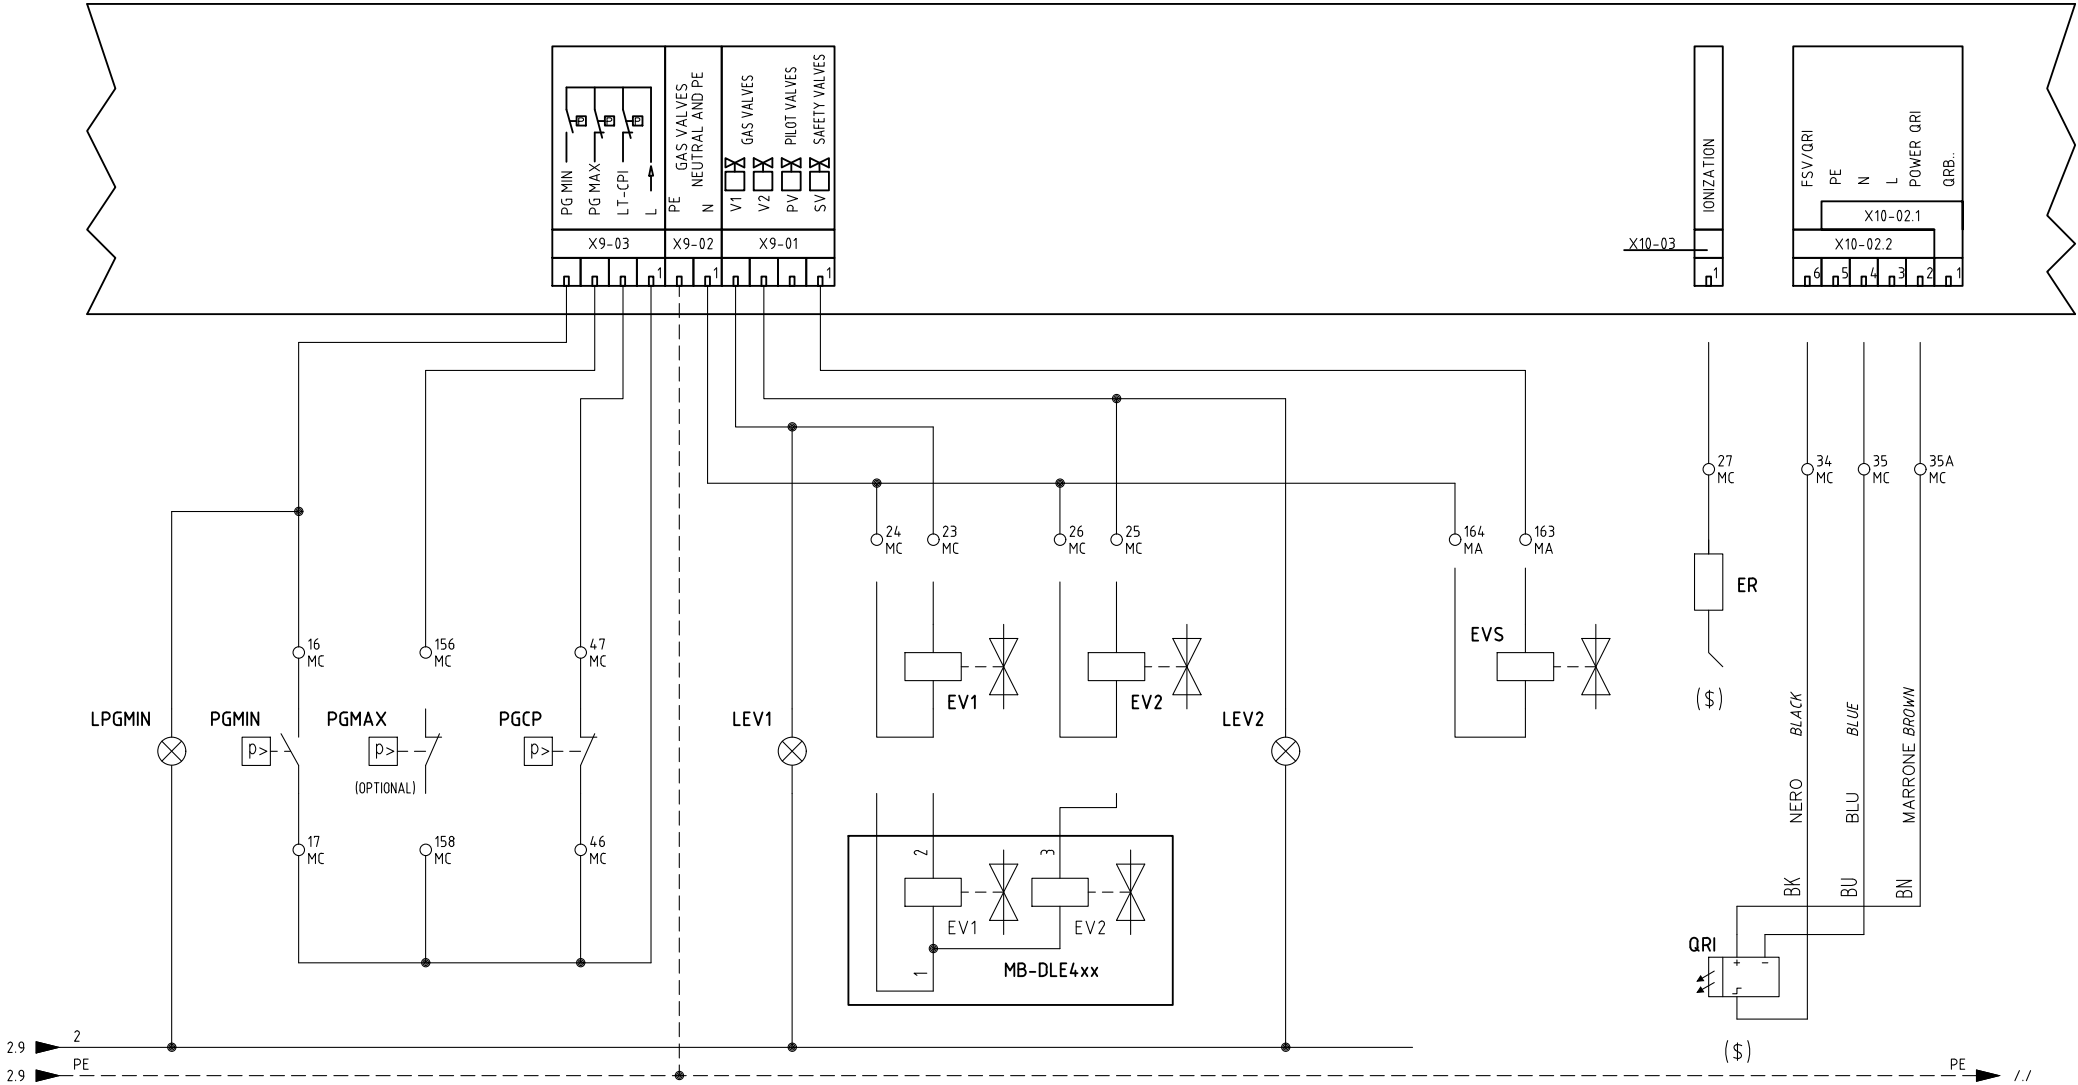 PG MIN
PG MAX
LT-CPI
L
PE
GAS VALVES
NEUTRAL AND PE
N
V1
GAS VALVES
V2
PILOT VALVES
PV
SAFETY VALVES
SV
P
P
P
X9-03
X9-02
X9-01
1
1
1
IONIZATION
X10-03
1
FSV/QRI
PE
N
L
POWER QRI
QRB..
X10-02.1
X10-02.2
6
5
4
3
2
1
27
MC
34
MC
35
MC
35A
MC
24
MC
23
MC
26
MC
25
MC
164
MA
163
MA
ER
16
MC
156
MC
47
MC
EVS
EV1
EV2
($)
LPGMIN
PGMIN
PGMAX
PGCP
LEV1
LEV2
P>
P>
P>
(OPTIONAL)
NERO BLACK
BLU BLUE
MARRONE BROWN
17
MC
158
MC
46
MC
2
3
EV1
EV2
1
MB-DLE4xx
BK
BU
BN
QRI
+ -
($)
2.9
2
2.9
PE
PE
/./